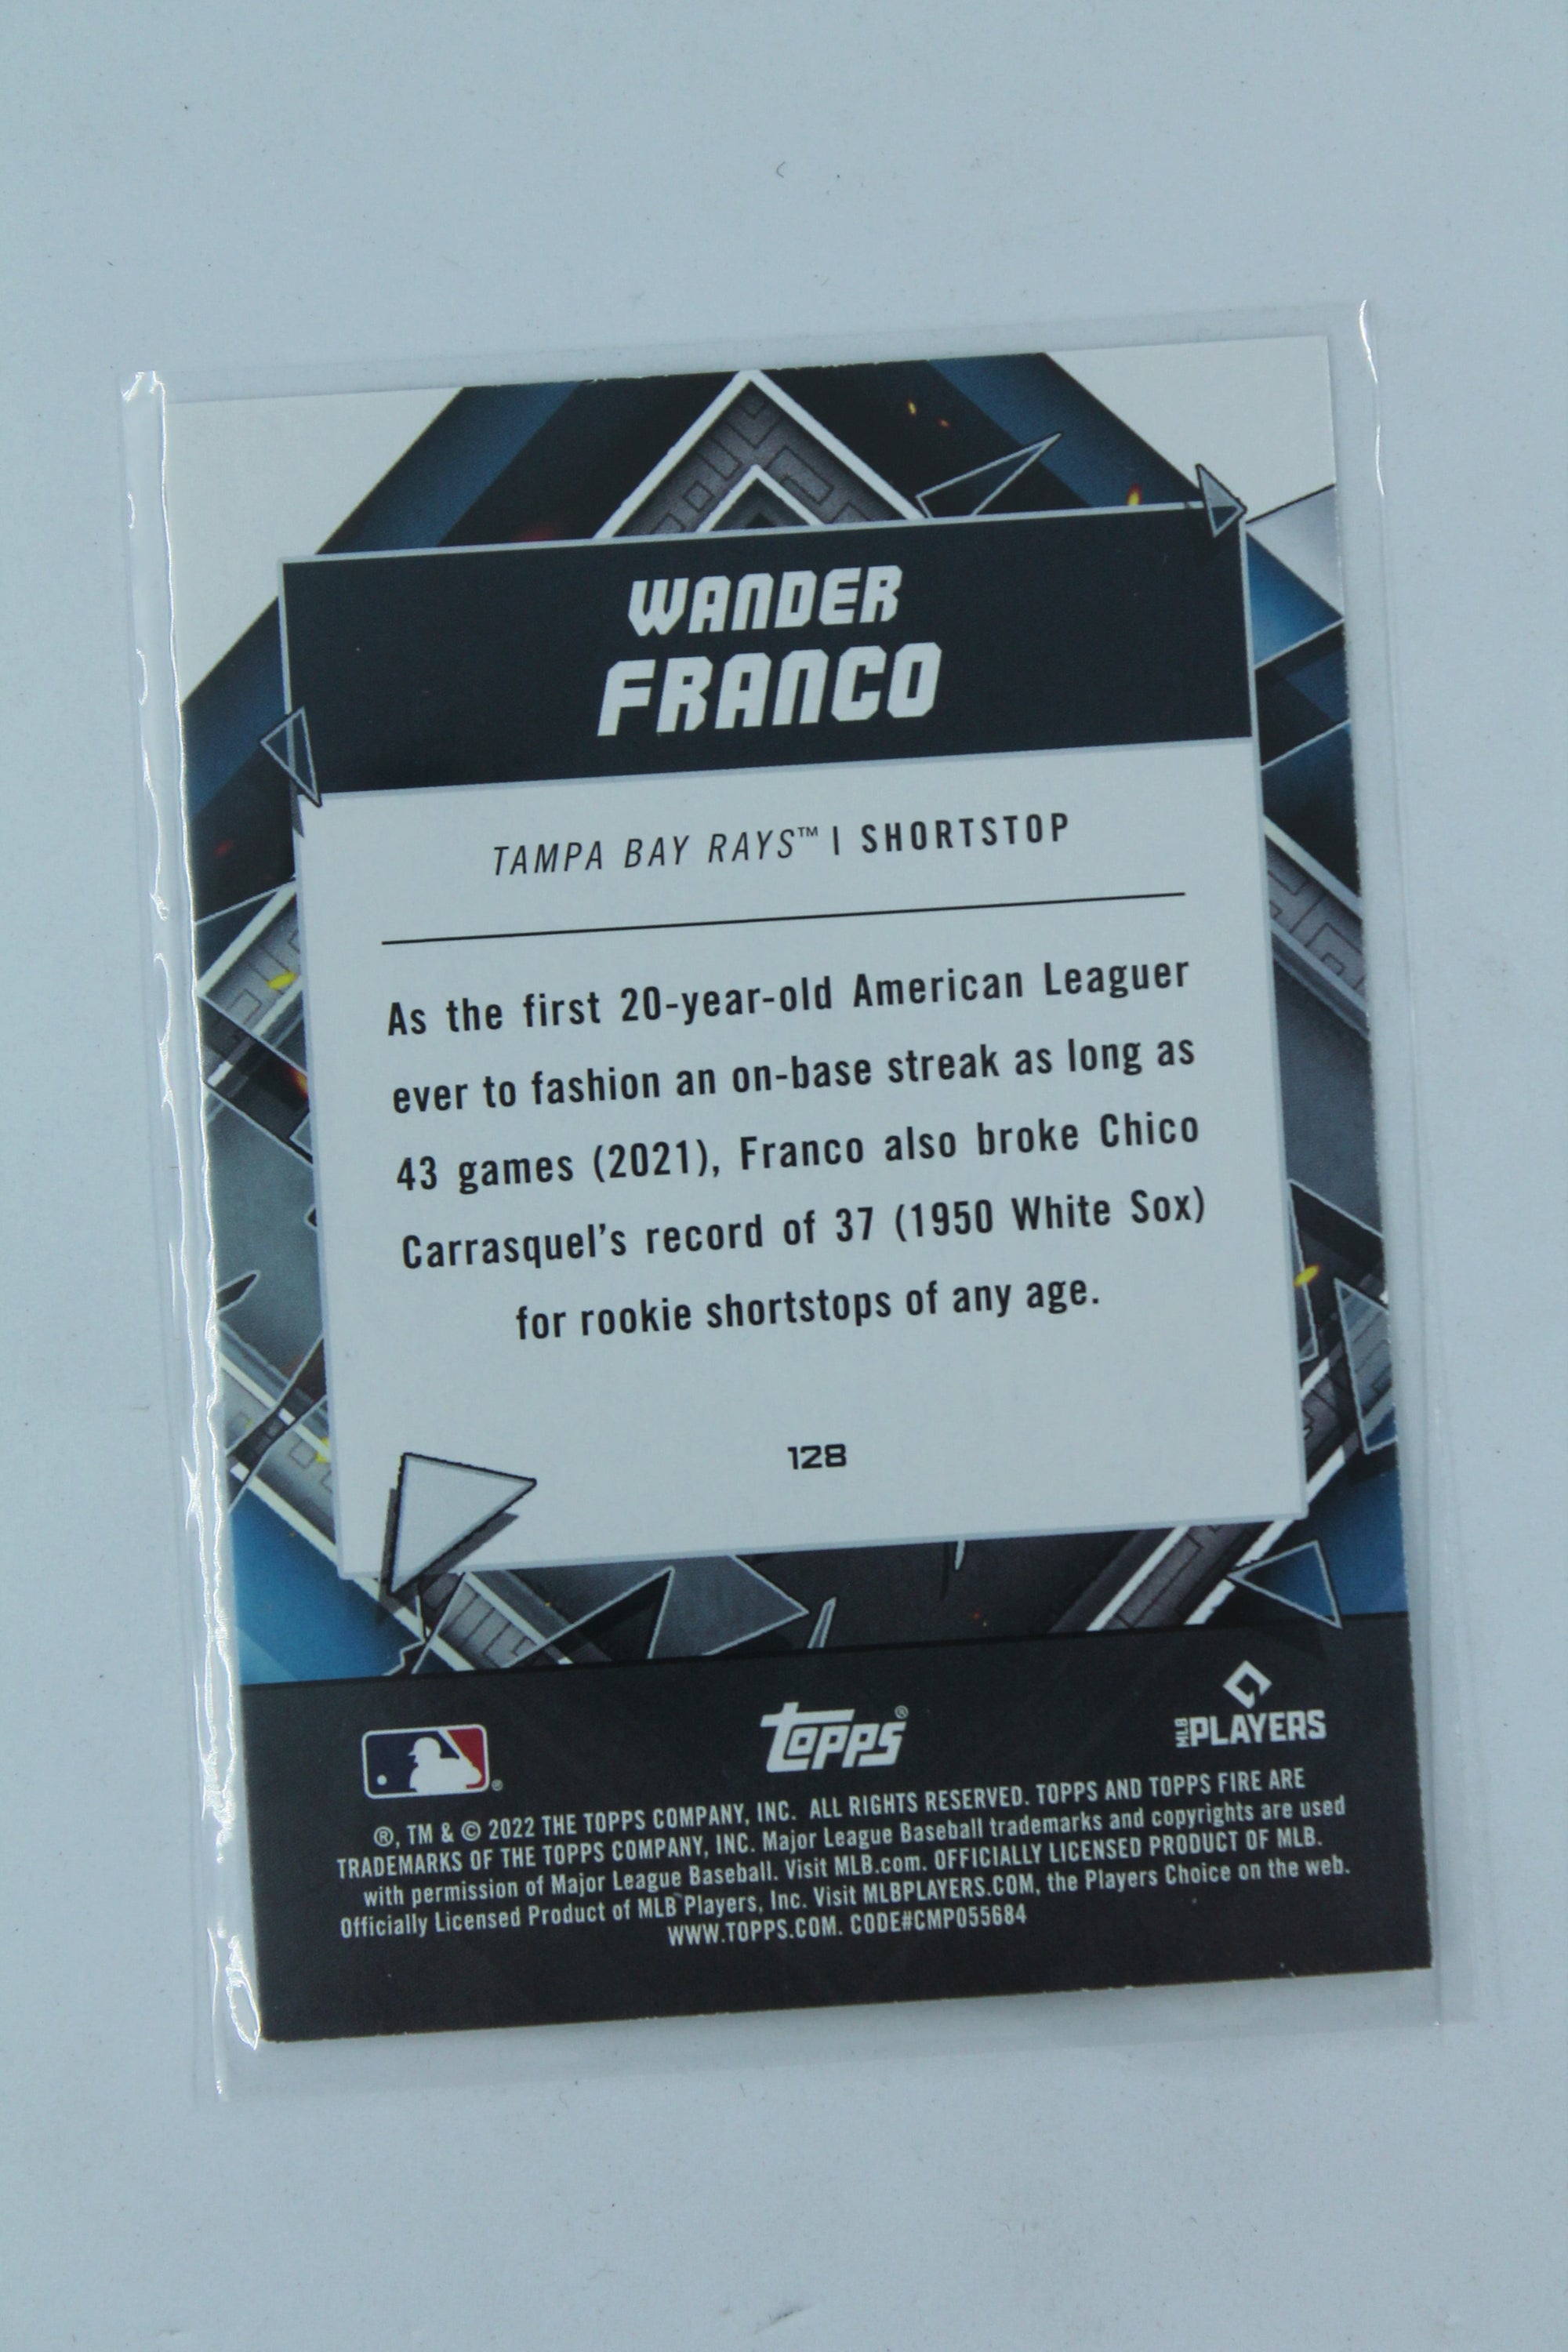 WANDER
FRANCO
TAMPA BAY RAYS™ | SHORTSTOP
As the first 20-year-old American Leaguer
ever to fashion an on-base streak as long as
43 games (2021), Franco also broke Chico
Carrasquel's record of 37 (1950 White Sox)
for rookie shortstops of any age.
128
Topps®
MLB PLAYERS
®
®, TM & © 2022 THE TOPPS COMPANY, INC. ALL RIGHTS RESERVED. TOPPS AND TOPPS FIRE ARE
TRADEMARKS OF THE TOPPS COMPANY, INC. Major League Baseball trademarks and copyrights are used
with permission of Major League Baseball. Visit MLB.com. OFFICIALLY LICENSED PRODUCT OF MLB.
Officially Licensed Product of MLB Players, Inc. Visit MLBPLAYERS.COM, the Players Choice on the web.
WWW.TOPPS.COM. CODE#CMP055684